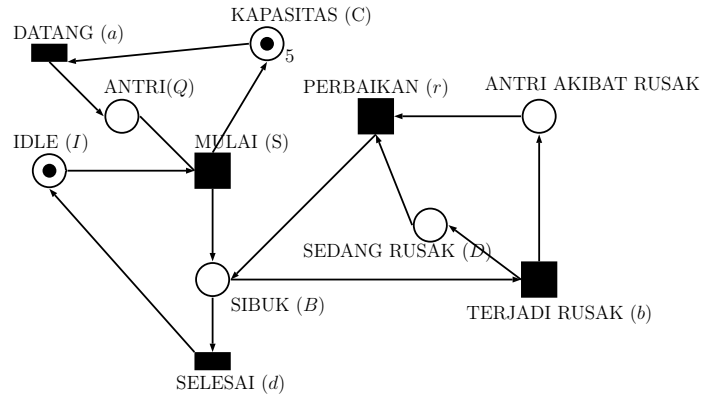 KAPASITAS (C)
DATANG (a)
5
ANTRI(Q)
PERBAIKAN (r)
ANTRI AKIBAT RUSAK
IDLE (I)
MULAI (S)
SEDANG RUSAK (D)
SIBUK (B)
TERJADI RUSAK (b)
SELESAI (d)